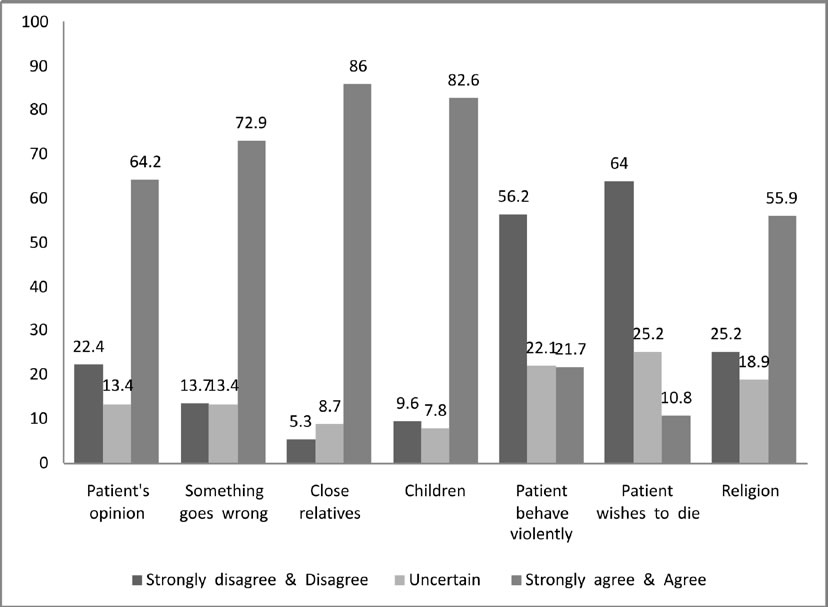 100
90
80
70
60
50
40
30
20
10
0
22.4
13.4
64.2
13.7
13.4
72.9
5.3
8.7
86
9.6
7.8
82.6
56.2
22.1
21.7
64
25.2
10.8
25.2
18.9
55.9
Patient's
opinion
Something
goes wrong
Close
relatives
Children
Patient
behave
violently
Patient
wishes to die
Religion
Strongly disagree & Disagree
Uncertain
Strongly agree & Agree